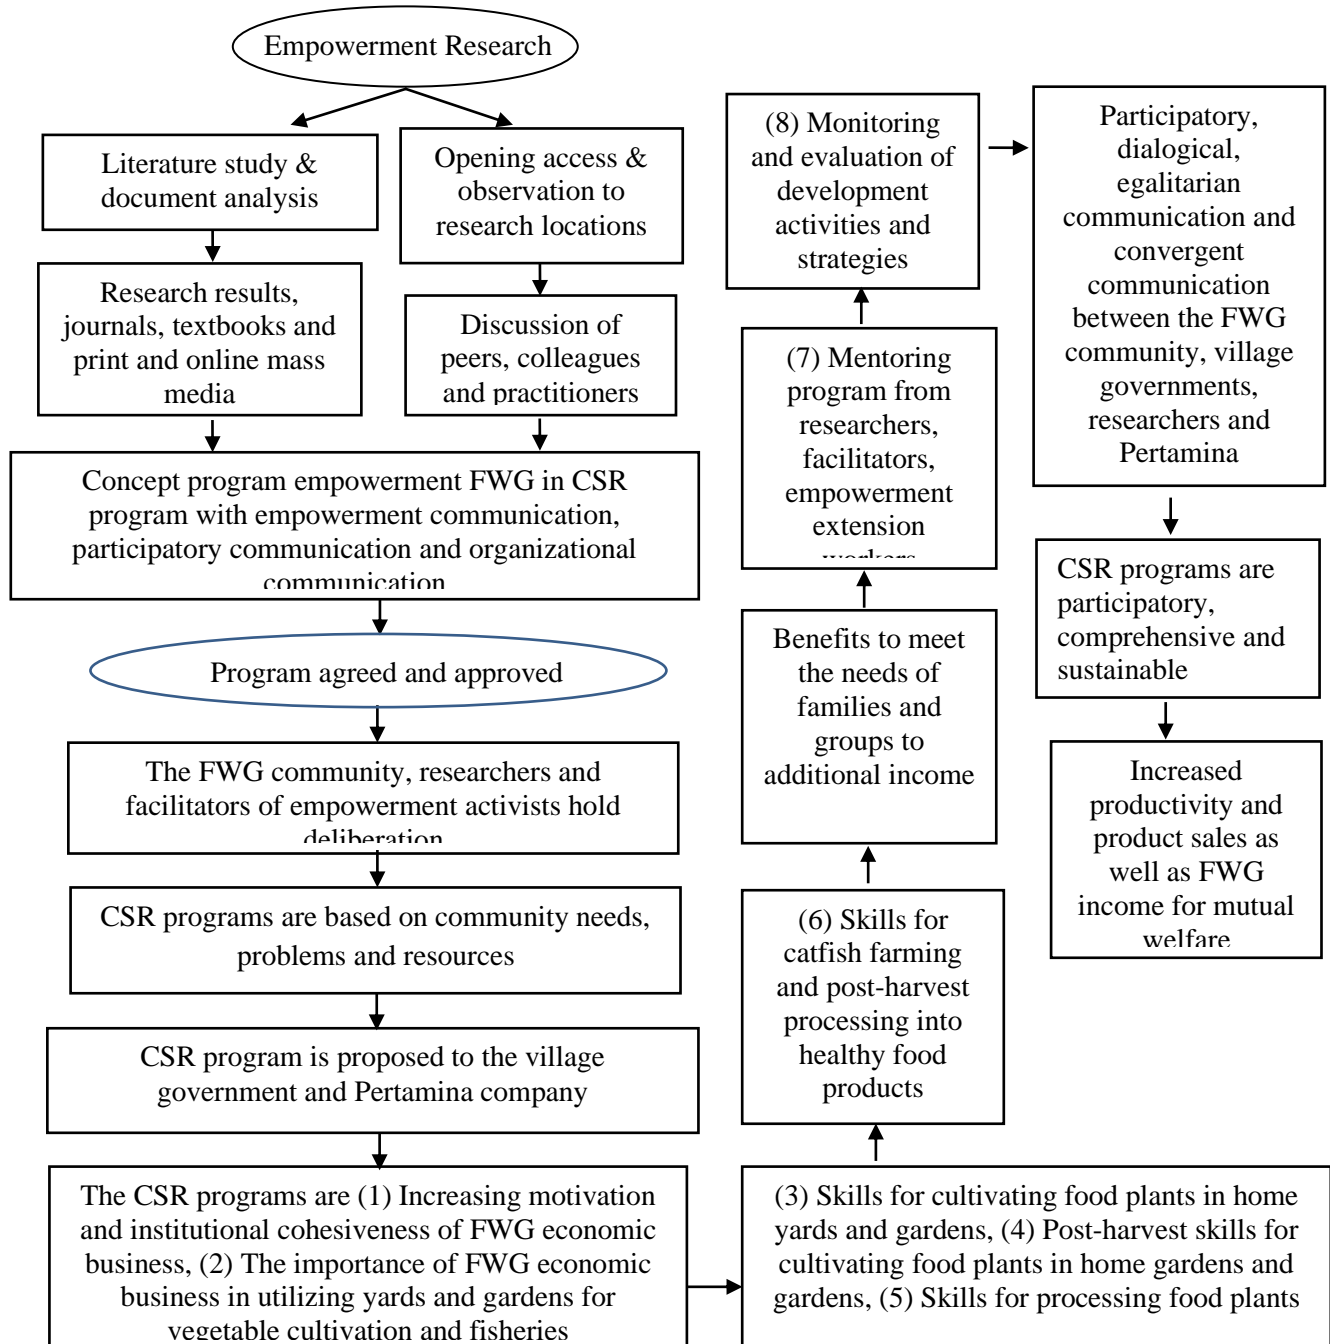 Empowerment Research
Literature study &
document analysis
Opening access &
observation to
research locations
Research results,
journals, textbooks and
print and online mass
media
Discussion of
peers, colleagues
and practitioners
Concept program empowerment FWG in CSR
program with empowerment communication,
participatory communication and organizational
communication
Program agreed and approved
The FWG community, researchers and
facilitators of empowerment activists hold
deliberation
CSR programs are based on community needs,
problems and resources
CSR program is proposed to the village
government and Pertamina company
The CSR programs are (1) Increasing motivation
and institutional cohesiveness of FWG economic
business, (2) The importance of FWG economic
business in utilizing yards and gardens for
vegetable cultivation and fisheries
(3) Skills for cultivating food plants in home
yards and gardens, (4) Post-harvest skills for
cultivating food plants in home gardens and
gardens, (5) Skills for processing food plants
(6) Skills for
catfish farming
and post-harvest
processing into
healthy food
products
Benefits to meet
the needs of
families and
groups to
additional income
(7) Mentoring
program from
researchers,
facilitators,
empowerment
extension
workers
(8) Monitoring
and evaluation of
development
activities and
strategies
Participatory,
dialogical,
egalitarian
communication and
convergent
communication
between the FWG
community, village
governments,
researchers and
Pertamina
CSR programs are
participatory,
comprehensive and
sustainable
Increased
productivity and
product sales as
well as FWG
income for mutual
welfare